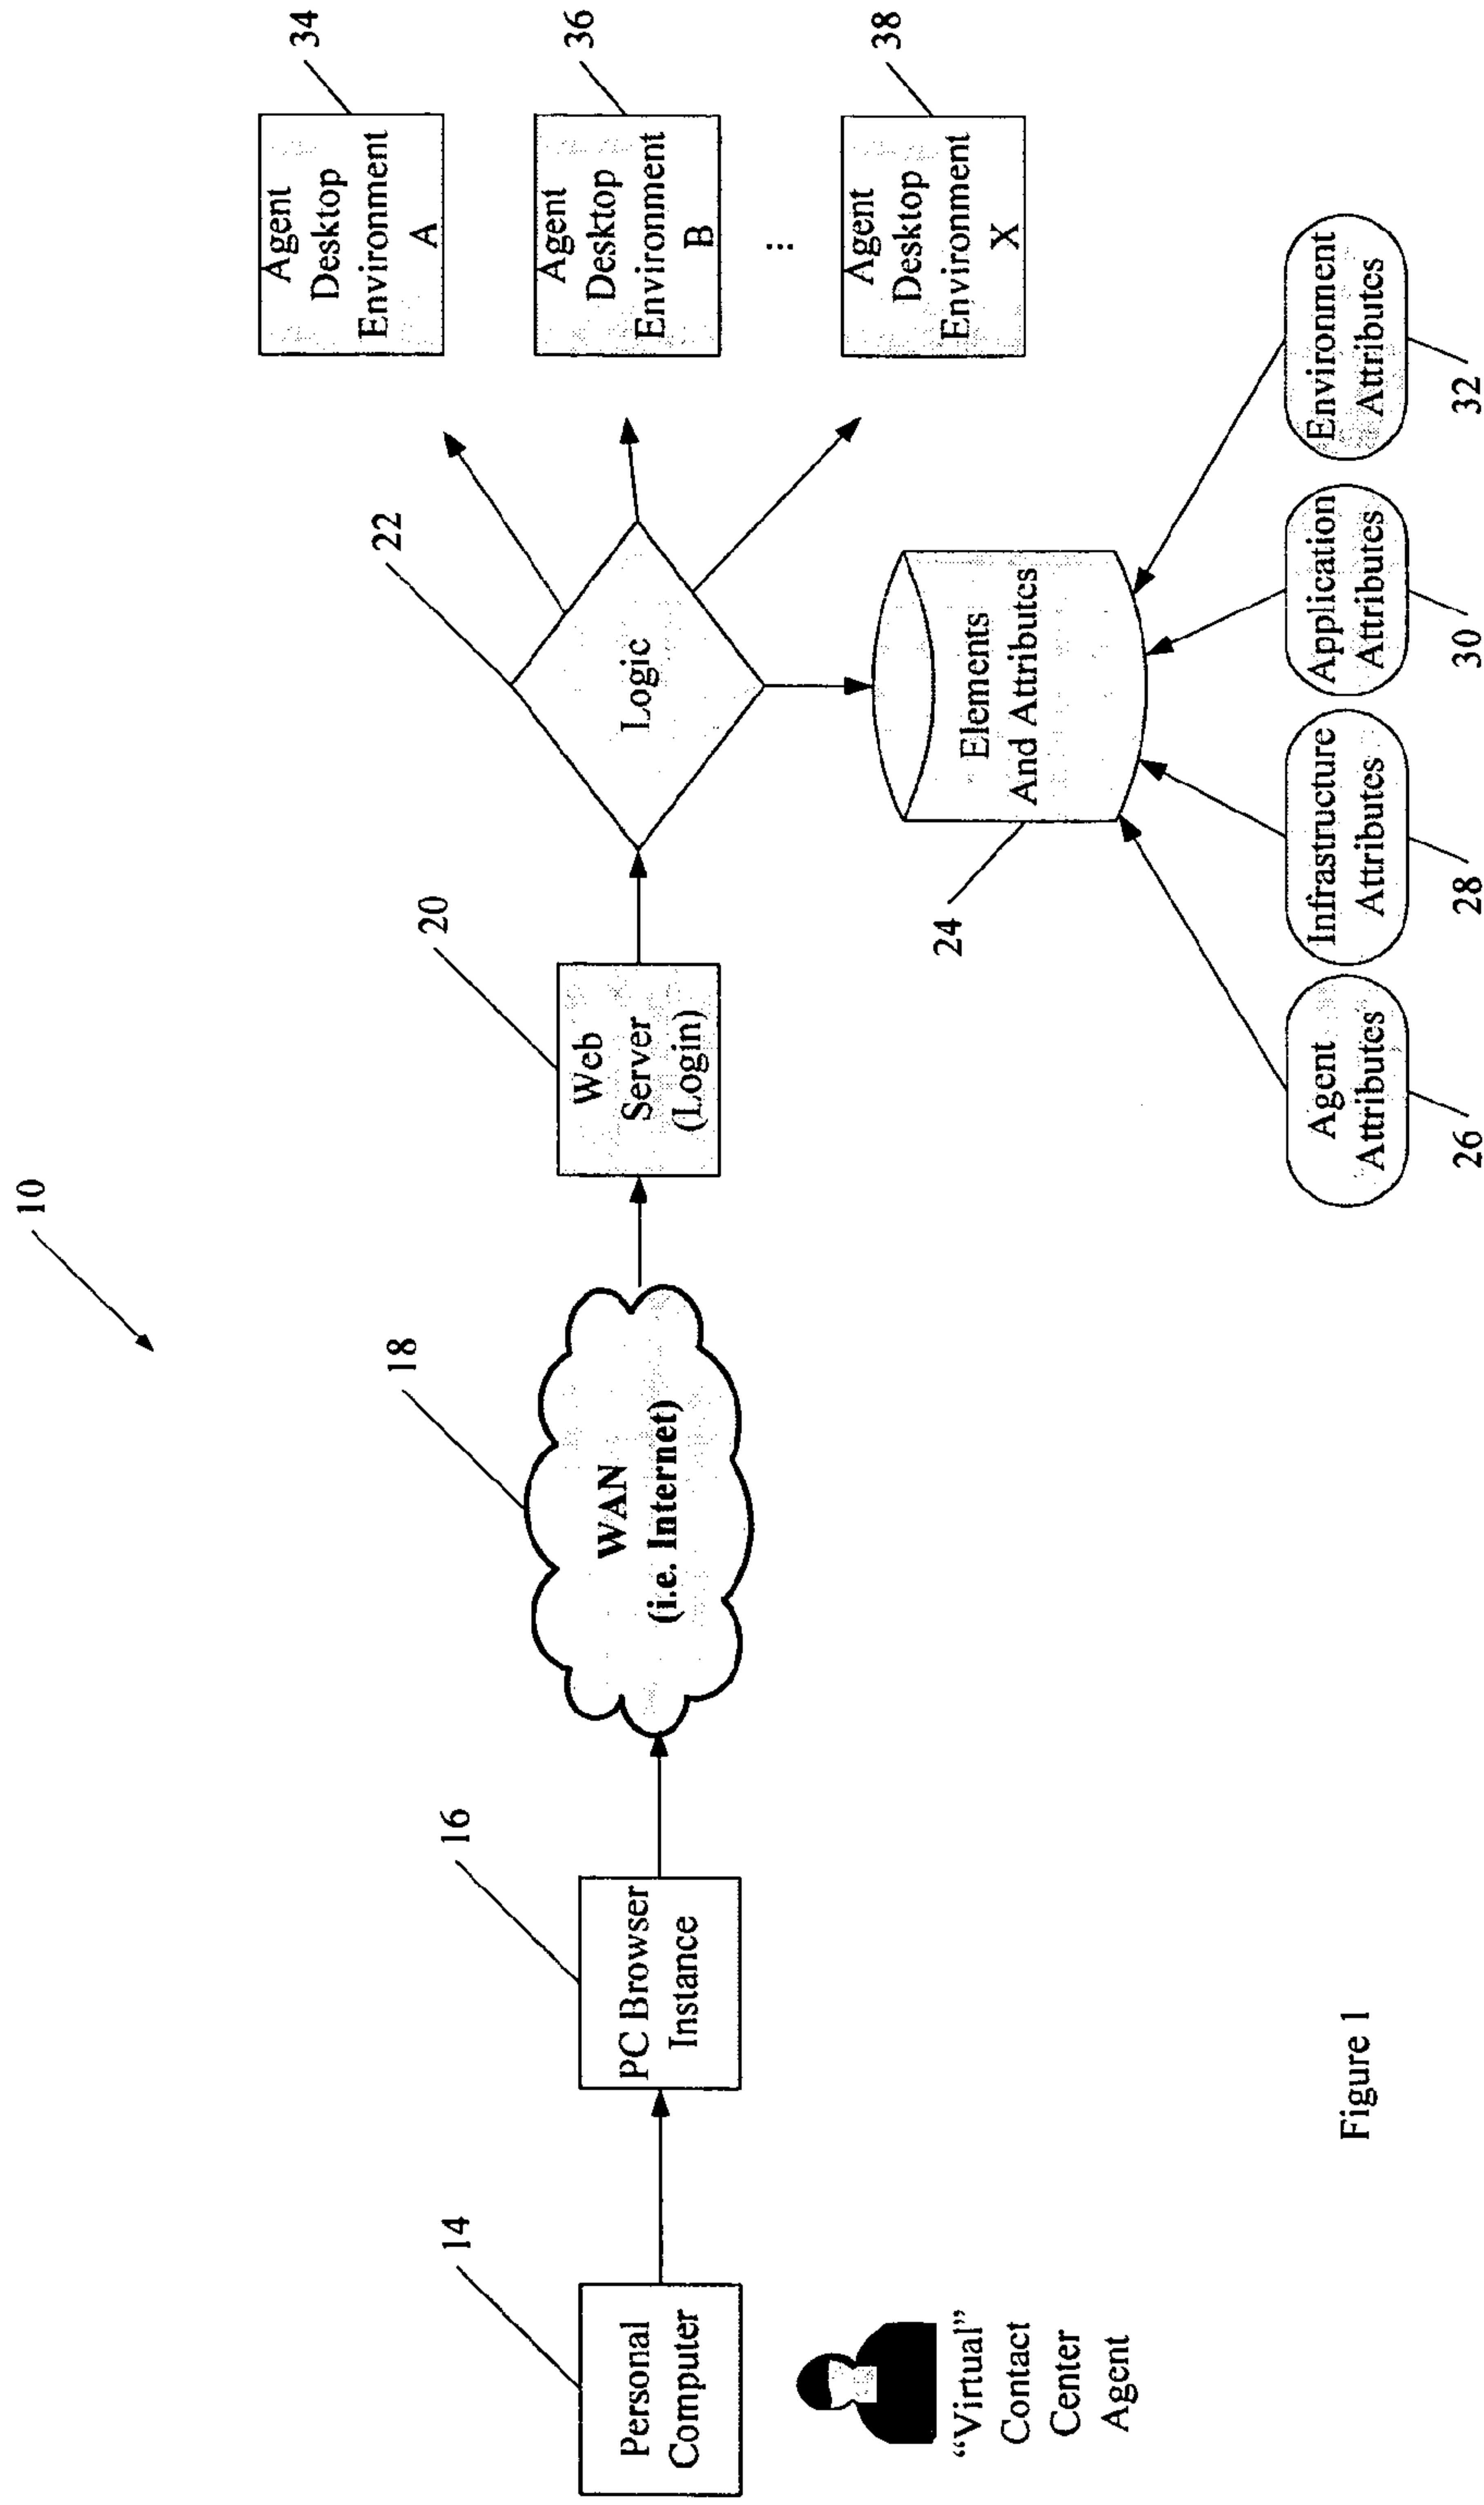 10
34
Agent
Desktop
Environment
A
36
Agent
Desktop
Environment
B
...
38
Agent
Desktop
Environment
X
22
Logic
20
Web
Server
(Login)
18
WAN
(i.e. Internet)
16
PC Browser
Instance
14
Personal
Computer
“Virtual”
Contact
Center
Agent
24
Elements
And Attributes
Agent
Attributes
26
Infrastructure
Attributes
28
Application
Attributes
30
Environment
Attributes
32
Figure 1